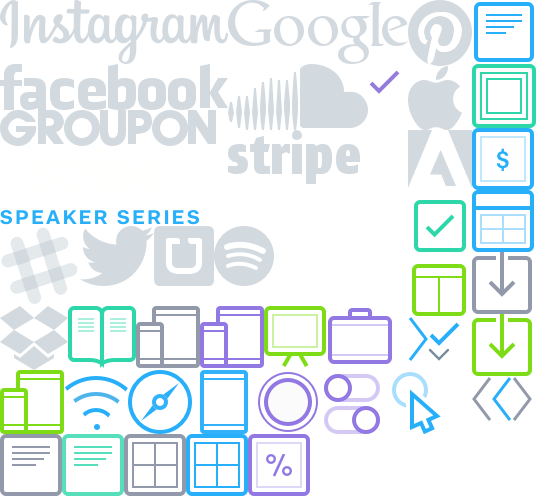 Instagram Google
facebook
GROUPON
stripe
$
SPEAKER SERIES
%